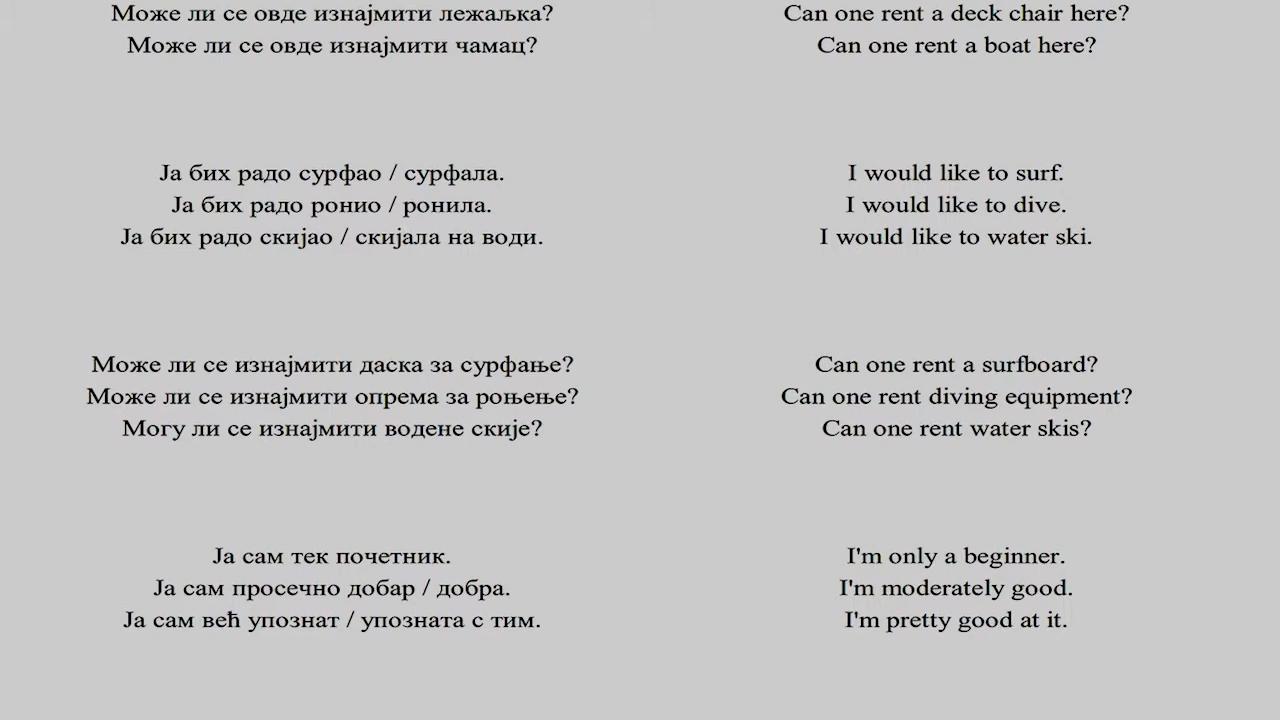 Може ли се овде изнајмити лежаљка?
Can one rent a deck chair here?
Може ли се овде изнајмити чамац?
Can one rent a boat here?
Ја бих радо сурфао / сурфала.
I would like to surf.
Ја бих радо ронио / ронила.
I would like to dive.
Ја бих радо скијао / скијала на води.
I would like to water ski.
Може ли се изнајмити даска за сурфање?
Can one rent a surfboard?
Може ли се изнајмити опрема за роњење?
Can one rent diving equipment?
Могу ли се изнајмити водене скије?
Can one rent water skis?
Ја сам тек почетник.
I'm only a beginner.
Ја сам просечно добар / добра.
I'm moderately good.
Ја сам већ упознат / упозната с тим.
I'm pretty good at it.